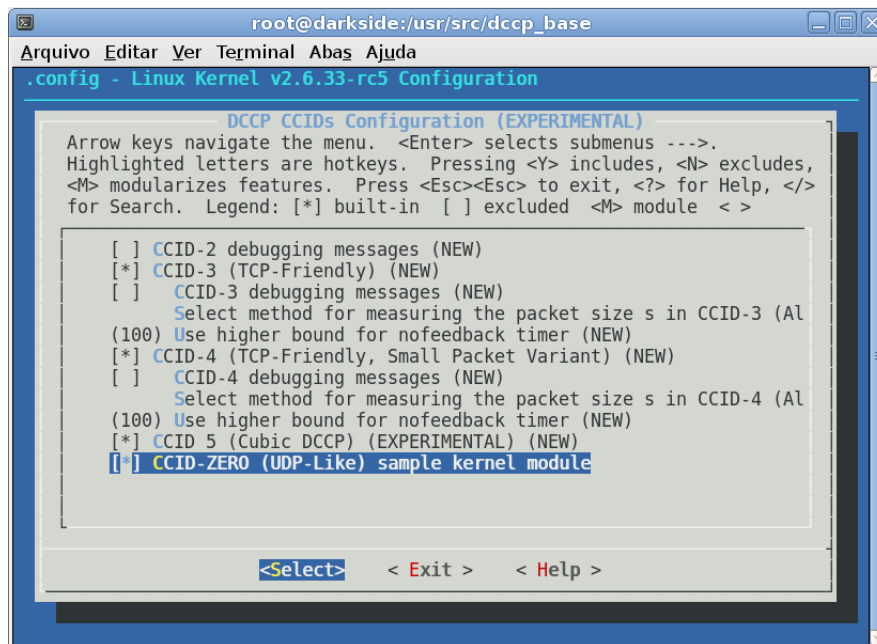 root@darkside:/usr/src/dccp_base
Arquivo Editar Ver Terminal Abas Ajuda
.config - Linux Kernel v2.6.33-rc5 Configuration
DCCP CCIDs Configuration (EXPERIMENTAL)
Arrow keys navigate the menu.  <Enter> selects submenus --->.
Highlighted letters are hotkeys.  Pressing <Y> includes, <N> excludes,
<M> modularizes features.  Press <Esc><Esc> to exit, <?> for Help, </>
for Search.  Legend: [*] built-in  [ ] excluded  <M> module  < >
[ ] CCID-2 debugging messages (NEW)
[*] CCID-3 (TCP-Friendly) (NEW)
[ ]   CCID-3 debugging messages (NEW)
Select method for measuring the packet size s in CCID-3 (Al
(100) Use higher bound for nofeedback timer (NEW)
[*] CCID-4 (TCP-Friendly, Small Packet Variant) (NEW)
[ ]   CCID-4 debugging messages (NEW)
Select method for measuring the packet size s in CCID-4 (Al
(100) Use higher bound for nofeedback timer (NEW)
[*] CCID 5 (Cubic DCCP) (EXPERIMENTAL) (NEW)
[*] CCID-ZERO (UDP-Like) sample kernel module
<Select>    < Exit >    < Help >